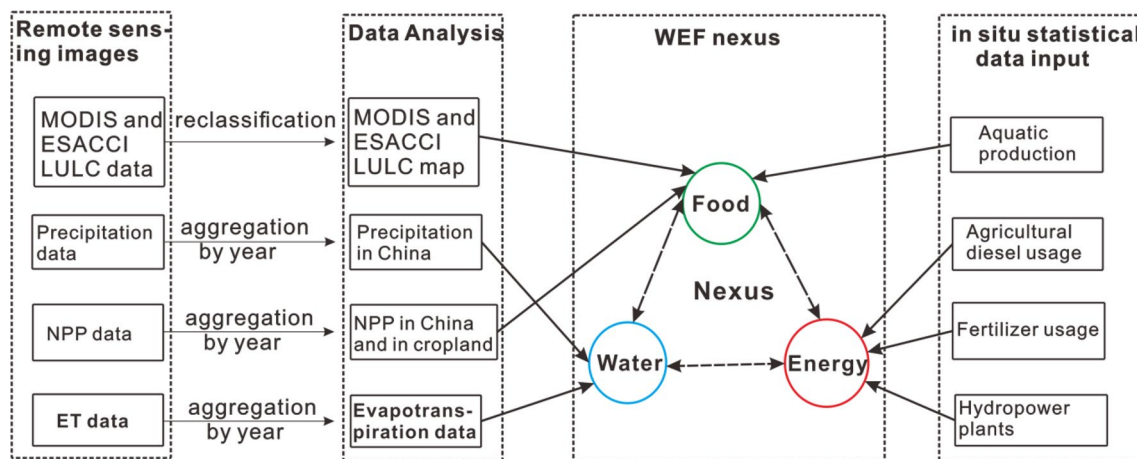 Remote sens-
ing images
Data Analysis
WEF nexus
in situ statistical
data input
MODIS and
ESACCI
LULC data
reclassification
MODIS and
ESACCI
LULC map
Aquatic
production
Food
Precipitation
data
aggregation
by year
Precipitation
in China
Agricultural
diesel usage
Nexus
NPP data
aggregation
by year
NPP in China
and in cropland
Fertilizer usage
Water
Energy
ET data
aggregation
by year
Evapotrans-
piration data
Hydropower
plants